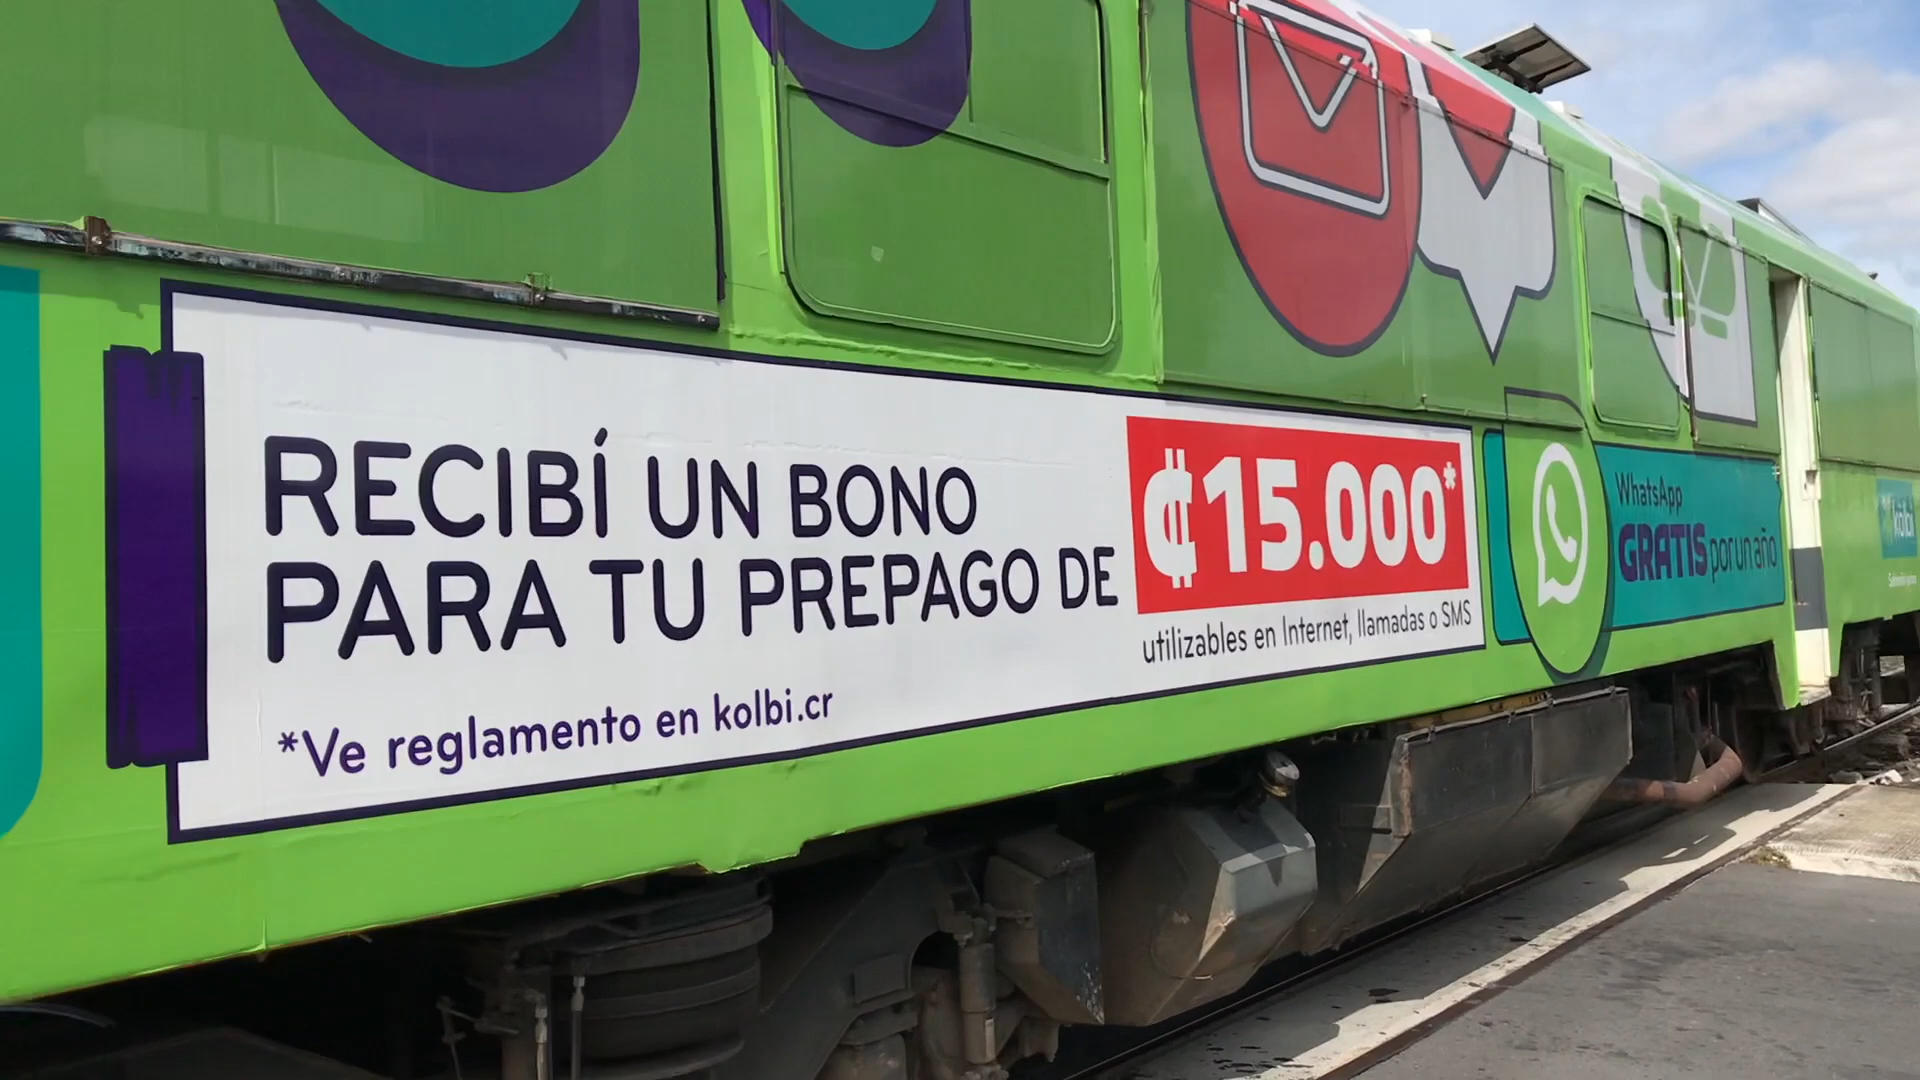 RECIBÍ UN BONO
PARA TU PREPAGO DE
₡15.000*
utilizables en Internet, llamadas o SMS
*Ve reglamento en kolbi.cr
WhatsApp
GRATIS por un año
kölbi